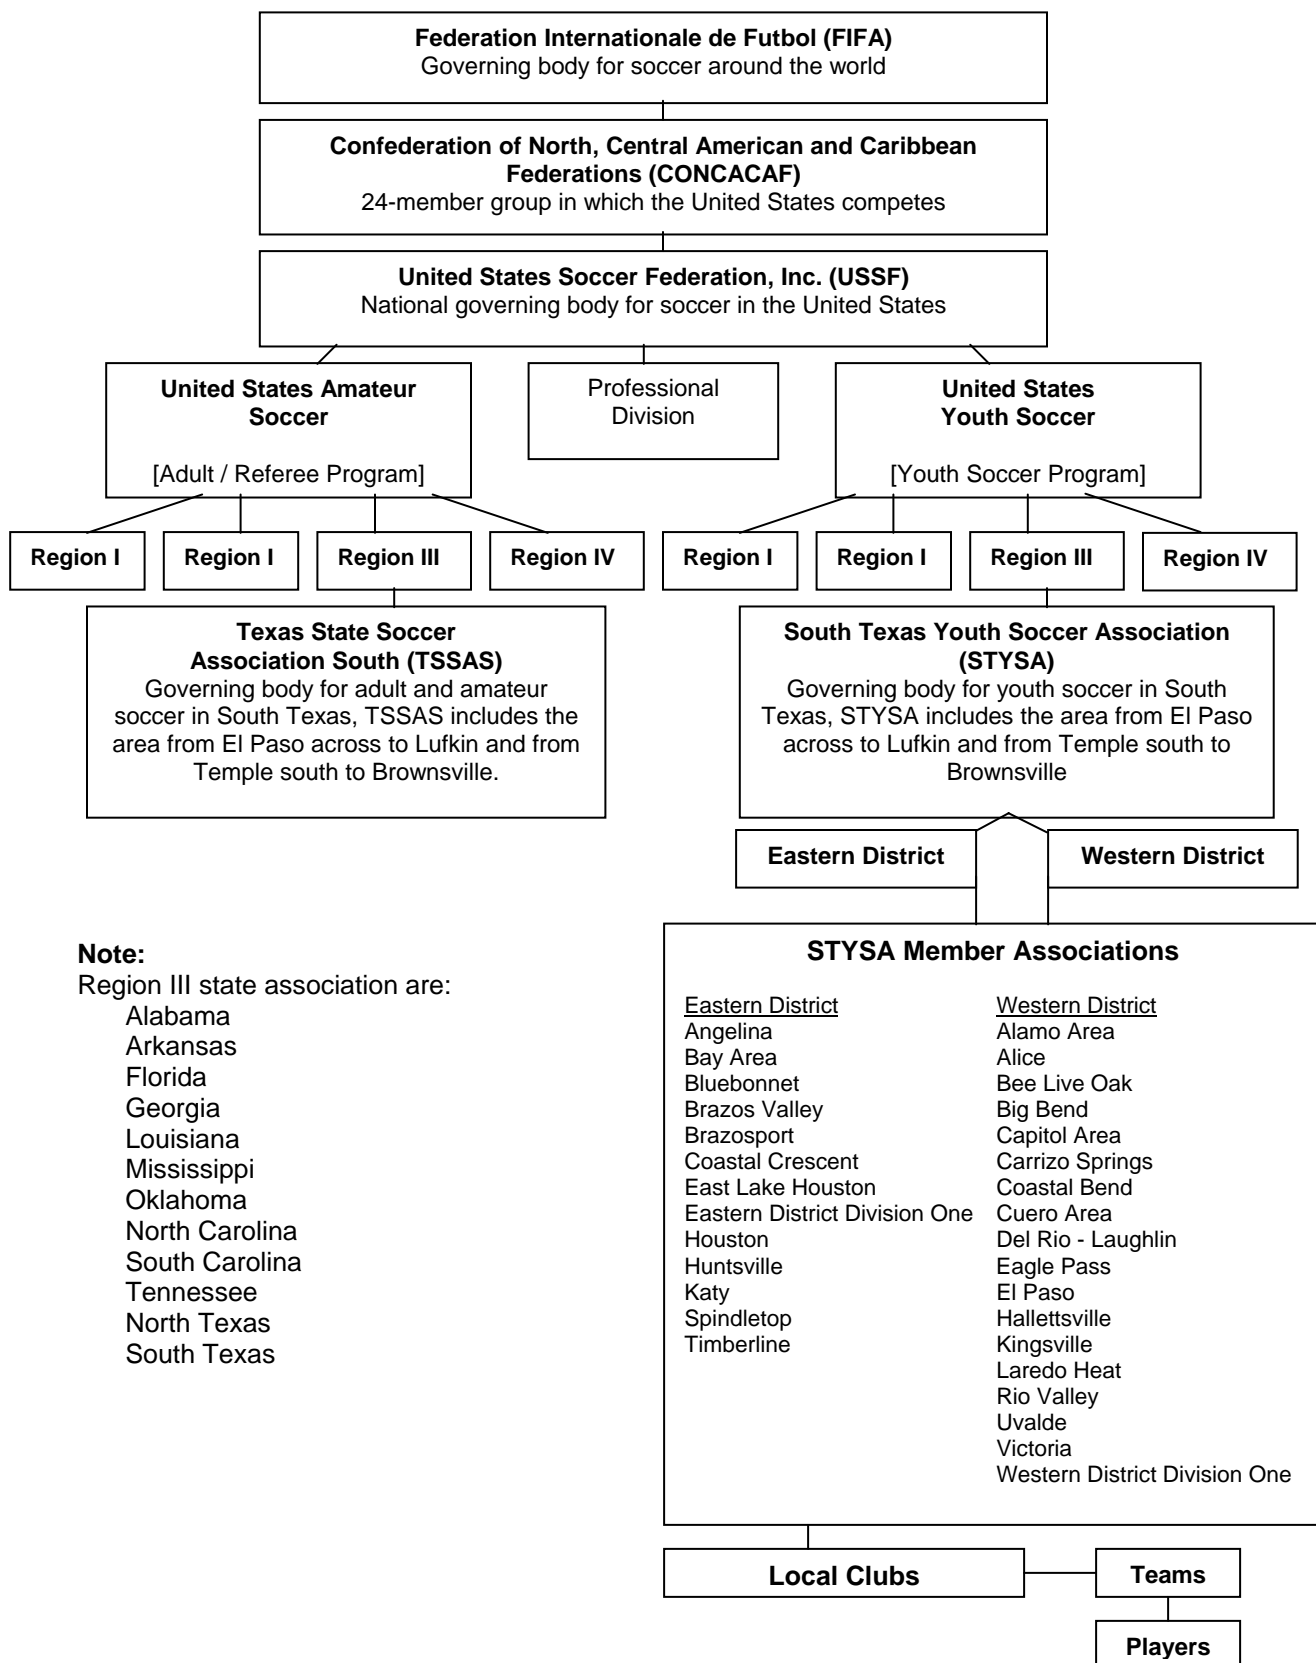 Federation Internationale de Futbol (FIFA)
Governing body for soccer around the world
Confederation of North, Central American and Caribbean
Federations (CONCACAF)
24-member group in which the United States competes
United States Soccer Federation, Inc. (USSF)
National governing body for soccer in the United States
United States Amateur
Soccer
[Adult / Referee Program]
Professional
Division
United States
Youth Soccer
[Youth Soccer Program]
Region I
Region I
Region III
Region IV
Region I
Region I
Region III
Region IV
Texas State Soccer
Association South (TSSAS)
Governing body for adult and amateur
soccer in South Texas, TSSAS includes the
area from El Paso across to Lufkin and from
Temple south to Brownsville.
South Texas Youth Soccer Association
(STYSA)
Governing body for youth soccer in South
Texas, STYSA includes the area from El Paso
across to Lufkin and from Temple south to
Brownsville
Eastern District
Western District
Note:
Region III state association are:
Alabama
Arkansas
Florida
Georgia
Louisiana
Mississippi
Oklahoma
North Carolina
South Carolina
Tennessee
North Texas
South Texas
STYSA Member Associations
Eastern District
Angelina
Bay Area
Bluebonnet
Brazos Valley
Brazosport
Coastal Crescent
East Lake Houston
Eastern District Division One
Houston
Huntsville
Katy
Spindletop
Timberline
Western District
Alamo Area
Alice
Bee Live Oak
Big Bend
Capitol Area
Carrizo Springs
Coastal Bend
Cuero Area
Del Rio - Laughlin
Eagle Pass
El Paso
Hallettsville
Kingsville
Laredo Heat
Rio Valley
Uvalde
Victoria
Western District Division One
Local Clubs
Teams
Players